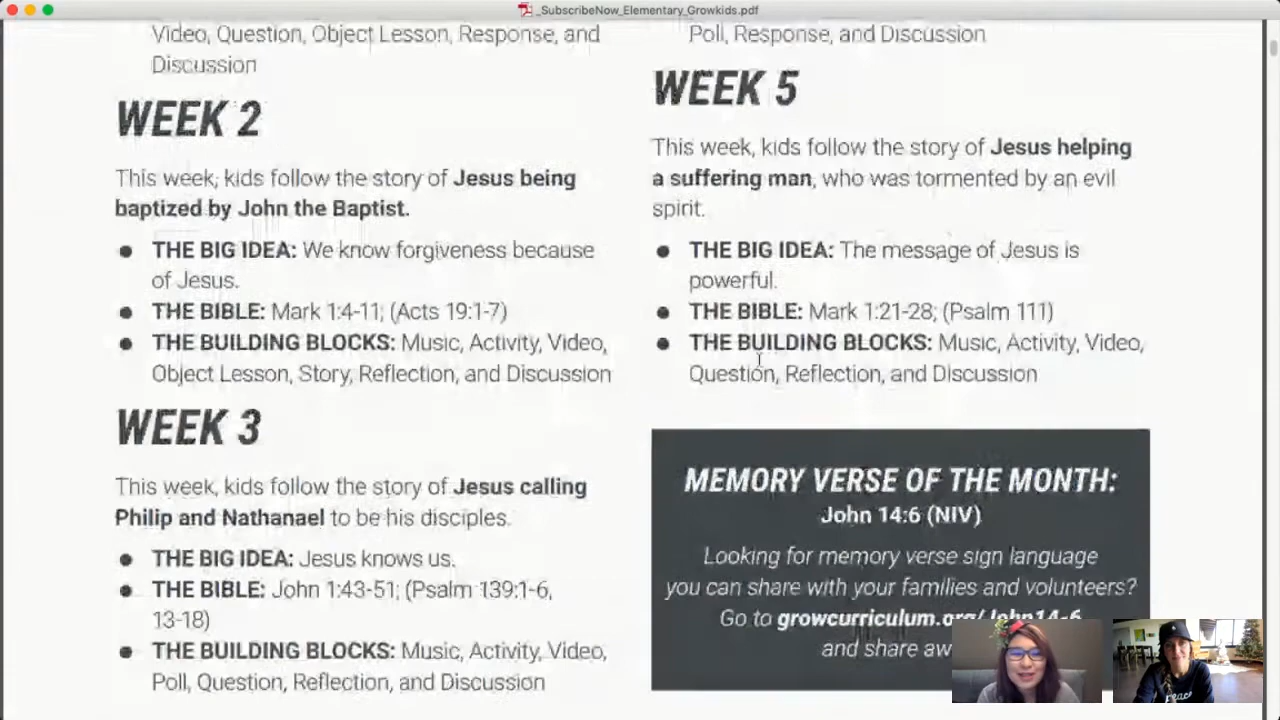 _SubscribeNow_Elementary_Growkids.pdf
Video, Question, Object Lesson, Response, and
Discussion
WEEK 2
This week, kids follow the story of Jesus being
baptized by John the Baptist.
● THE BIG IDEA: We know forgiveness because
of Jesus.
● THE BIBLE: Mark 1:4-11; (Acts 19:1-7)
● THE BUILDING BLOCKS: Music, Activity, Video,
Object Lesson, Story, Reflection, and Discussion
WEEK 3
This week, kids follow the story of Jesus calling
Philip and Nathanael to be his disciples.
● THE BIG IDEA: Jesus knows us.
● THE BIBLE: John 1:43-51; (Psalm 139:1-6,
13-18)
● THE BUILDING BLOCKS: Music, Activity, Video,
Poll, Question, Reflection, and Discussion
Poll, Response, and Discussion
WEEK 5
This week, kids follow the story of Jesus helping
a suffering man, who was tormented by an evil
spirit.
● THE BIG IDEA: The message of Jesus is
powerful.
● THE BIBLE: Mark 1:21-28; (Psalm 111)
● THE BUILDING BLOCKS: Music, Activity, Video,
Question, Reflection, and Discussion
MEMORY VERSE OF THE MONTH:
John 14:6 (NIV)
Looking for memory verse sign language
you can share with your families and volunteers?
Go to growcurriculum.org/John14-6
and share aw
peace